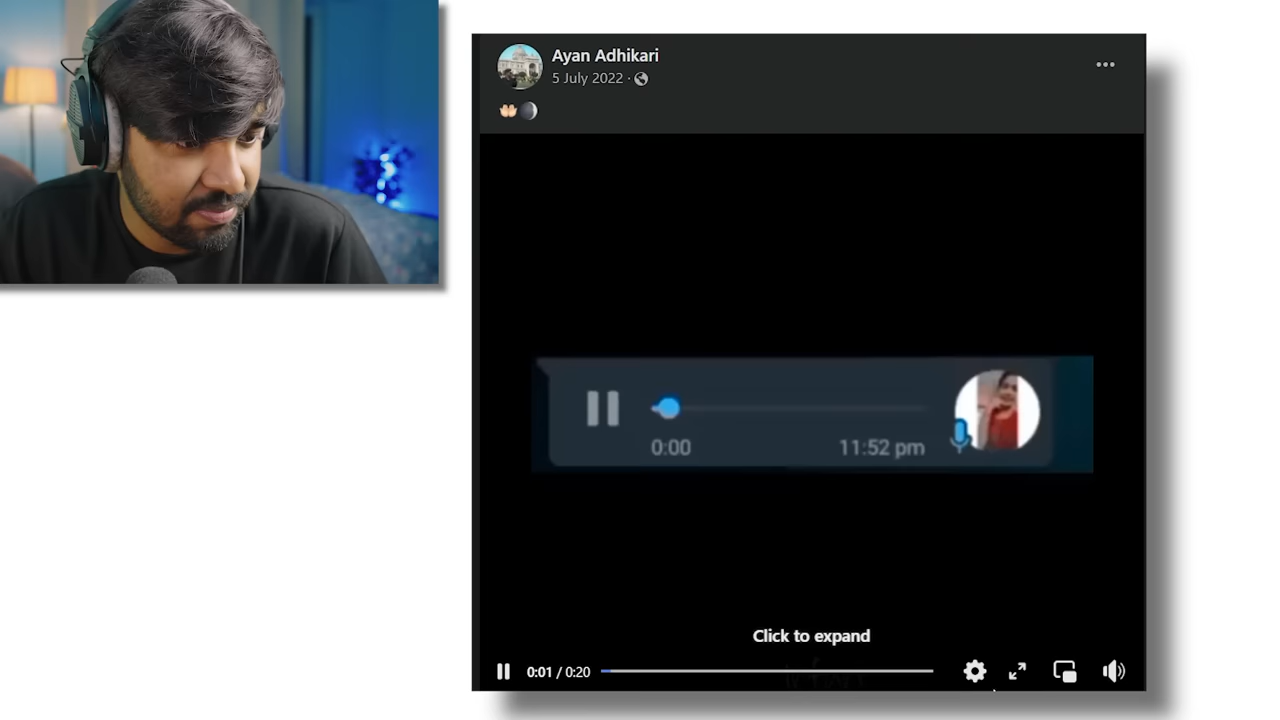 Ayan Adhikari
5 July 2022 ·
0:00
11:52 pm
Click to expand
0:01 / 0:20